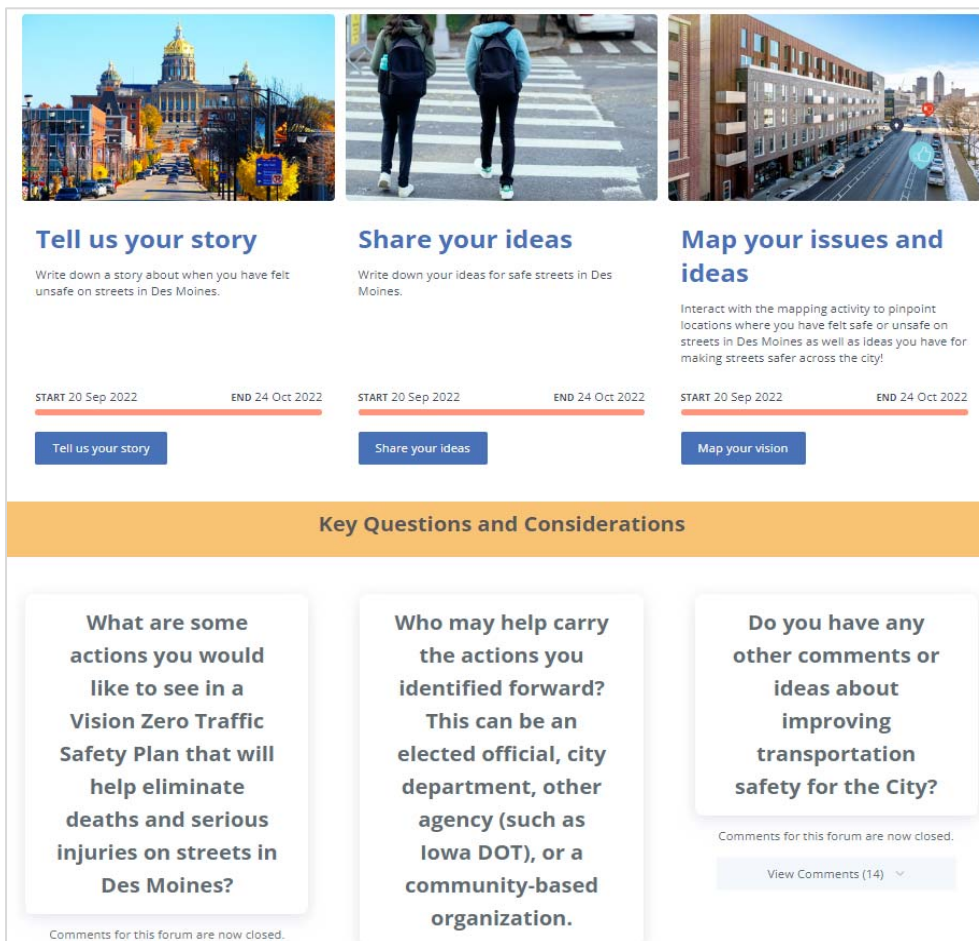 Tell us your story
Write down a story about when you have felt
unsafe on streets in Des Moines.
START 20 Sep 2022 END 24 Oct 2022
Tell us your story
Share your ideas
Write down your ideas for safe streets in Des
Moines.
START 20 Sep 2022 END 24 Oct 2022
Share your ideas
Map your issues and
ideas
Interact with the mapping activity to pinpoint
locations where you have felt safe or unsafe on
streets in Des Moines as well as ideas you have for
making streets safer across the city!
START 20 Sep 2022 END 24 Oct 2022
Map your vision
Key Questions and Considerations
What are some
actions you would
like to see in a
Vision Zero Traffic
Safety Plan that will
help eliminate
deaths and serious
injuries on streets in
Des Moines?
Comments for this forum are now closed.
Who may help carry
the actions you
identified forward?
This can be an
elected official, city
department, other
agency (such as
Iowa DOT), or a
community-based
organization.
Do you have any
other comments or
ideas about
improving
transportation
safety for the City?
Comments for this forum are now closed.
View Comments (14)